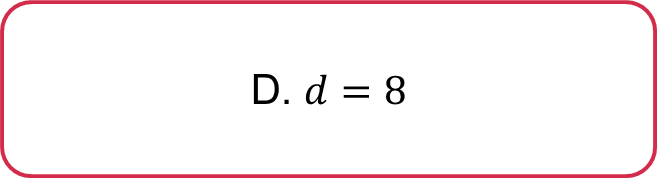 D. d = 8